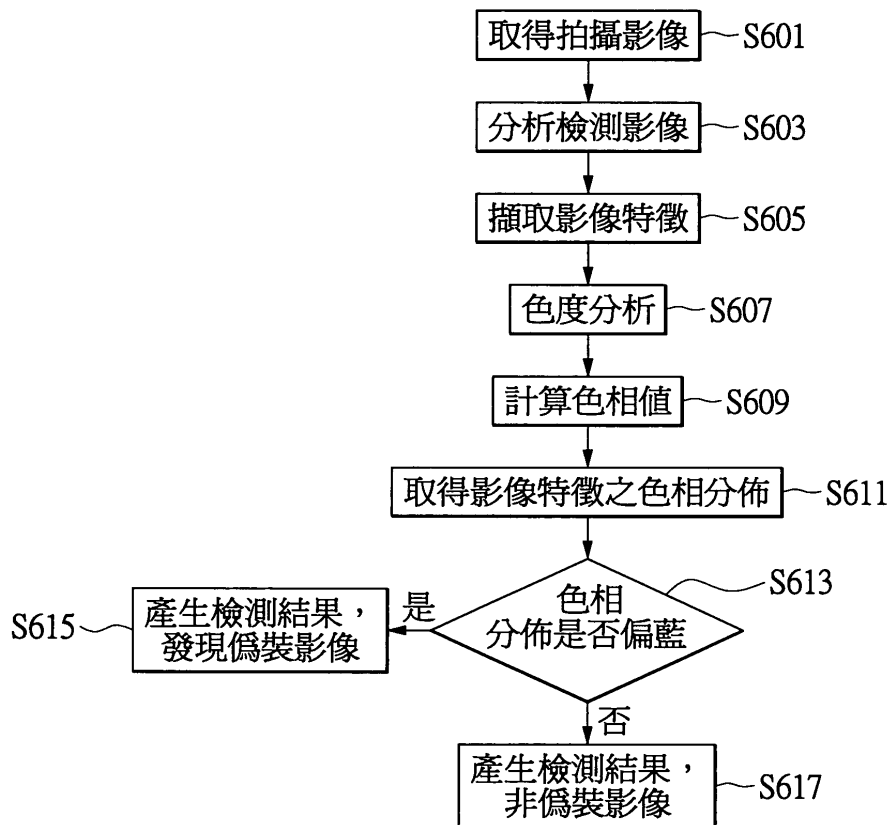 取得拍攝影像
S601
分析檢測影像
S603
擷取影像特徵
S605
色度分析
S607
計算色相值
S609
取得影像特徵之色相分佈
S611
色相
分佈是否偏藍
S613
是
產生檢測結果，
發現偽裝影像
S615
否
產生檢測結果，
非偽裝影像
S617